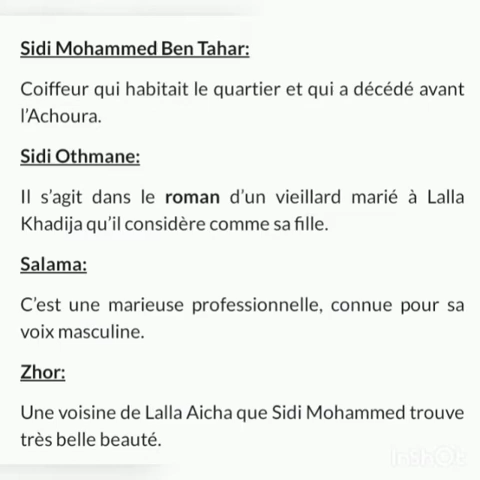 Sidi Mohammed Ben Tahar:
Coiffeur qui habitait le quartier et qui a décédé avant
l'Achoura.
Sidi Othmane:
Il s'agit dans le roman d'un vieillard marié à Lalla
Khadija qu'il considère comme sa fille.
Salama:
C'est une marieuse professionnelle, connue pour sa
voix masculine.
Zhor:
Une voisine de Lalla Aicha que Sidi Mohammed trouve
très belle beauté.
InShOt